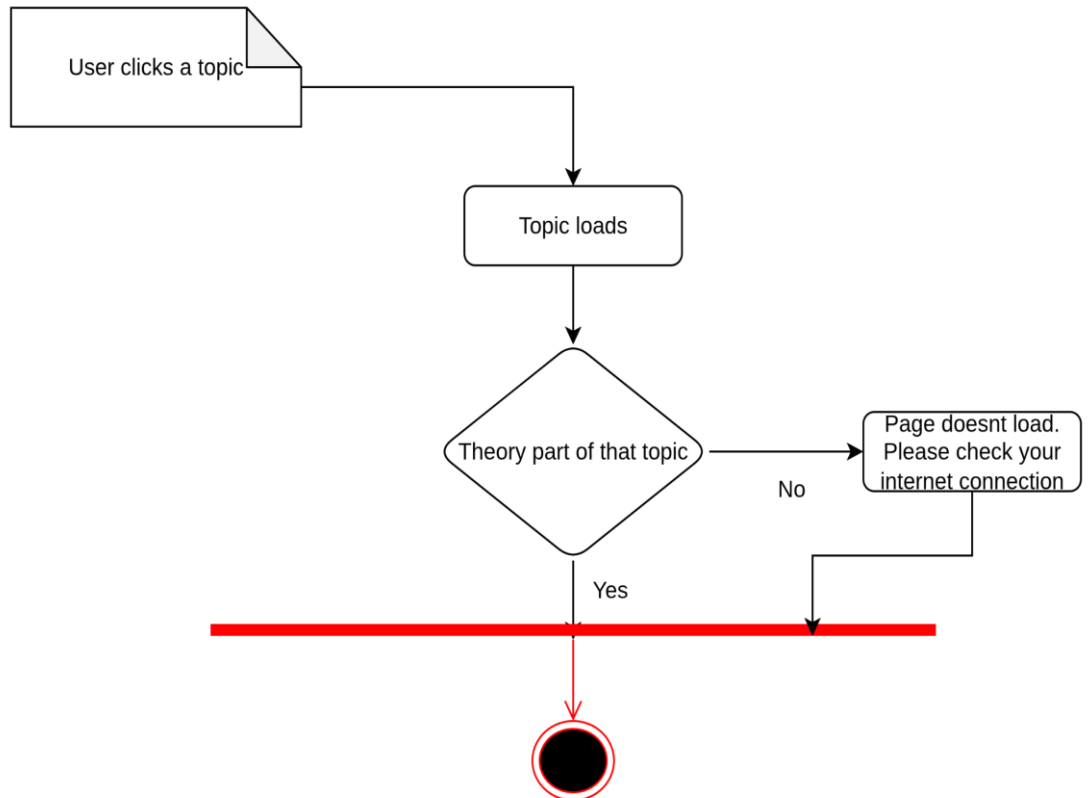 User clicks a topic
Topic loads
Theory part of that topic
Page doesnt load.
Please check your
internet connection
No
Yes